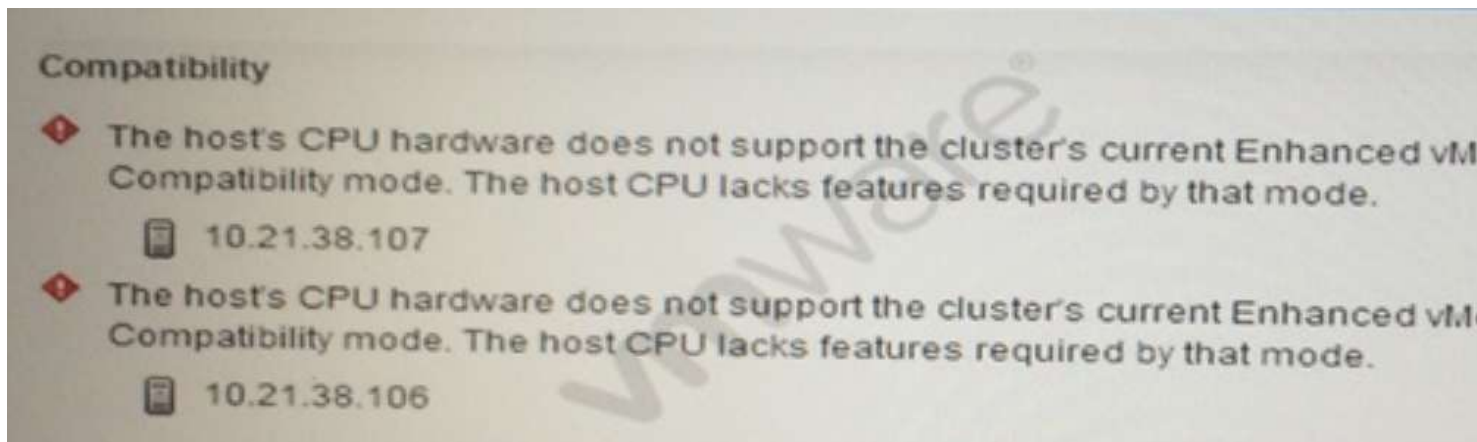 Compatibility
The host's CPU hardware does not support the cluster's current Enhanced vM
Compatibility mode. The host CPU lacks features required by that mode.
10.21.38.107
The host's CPU hardware does not support the cluster's current Enhanced vM
Compatibility mode. The host CPU lacks features required by that mode.
10.21.38.106
vmware®